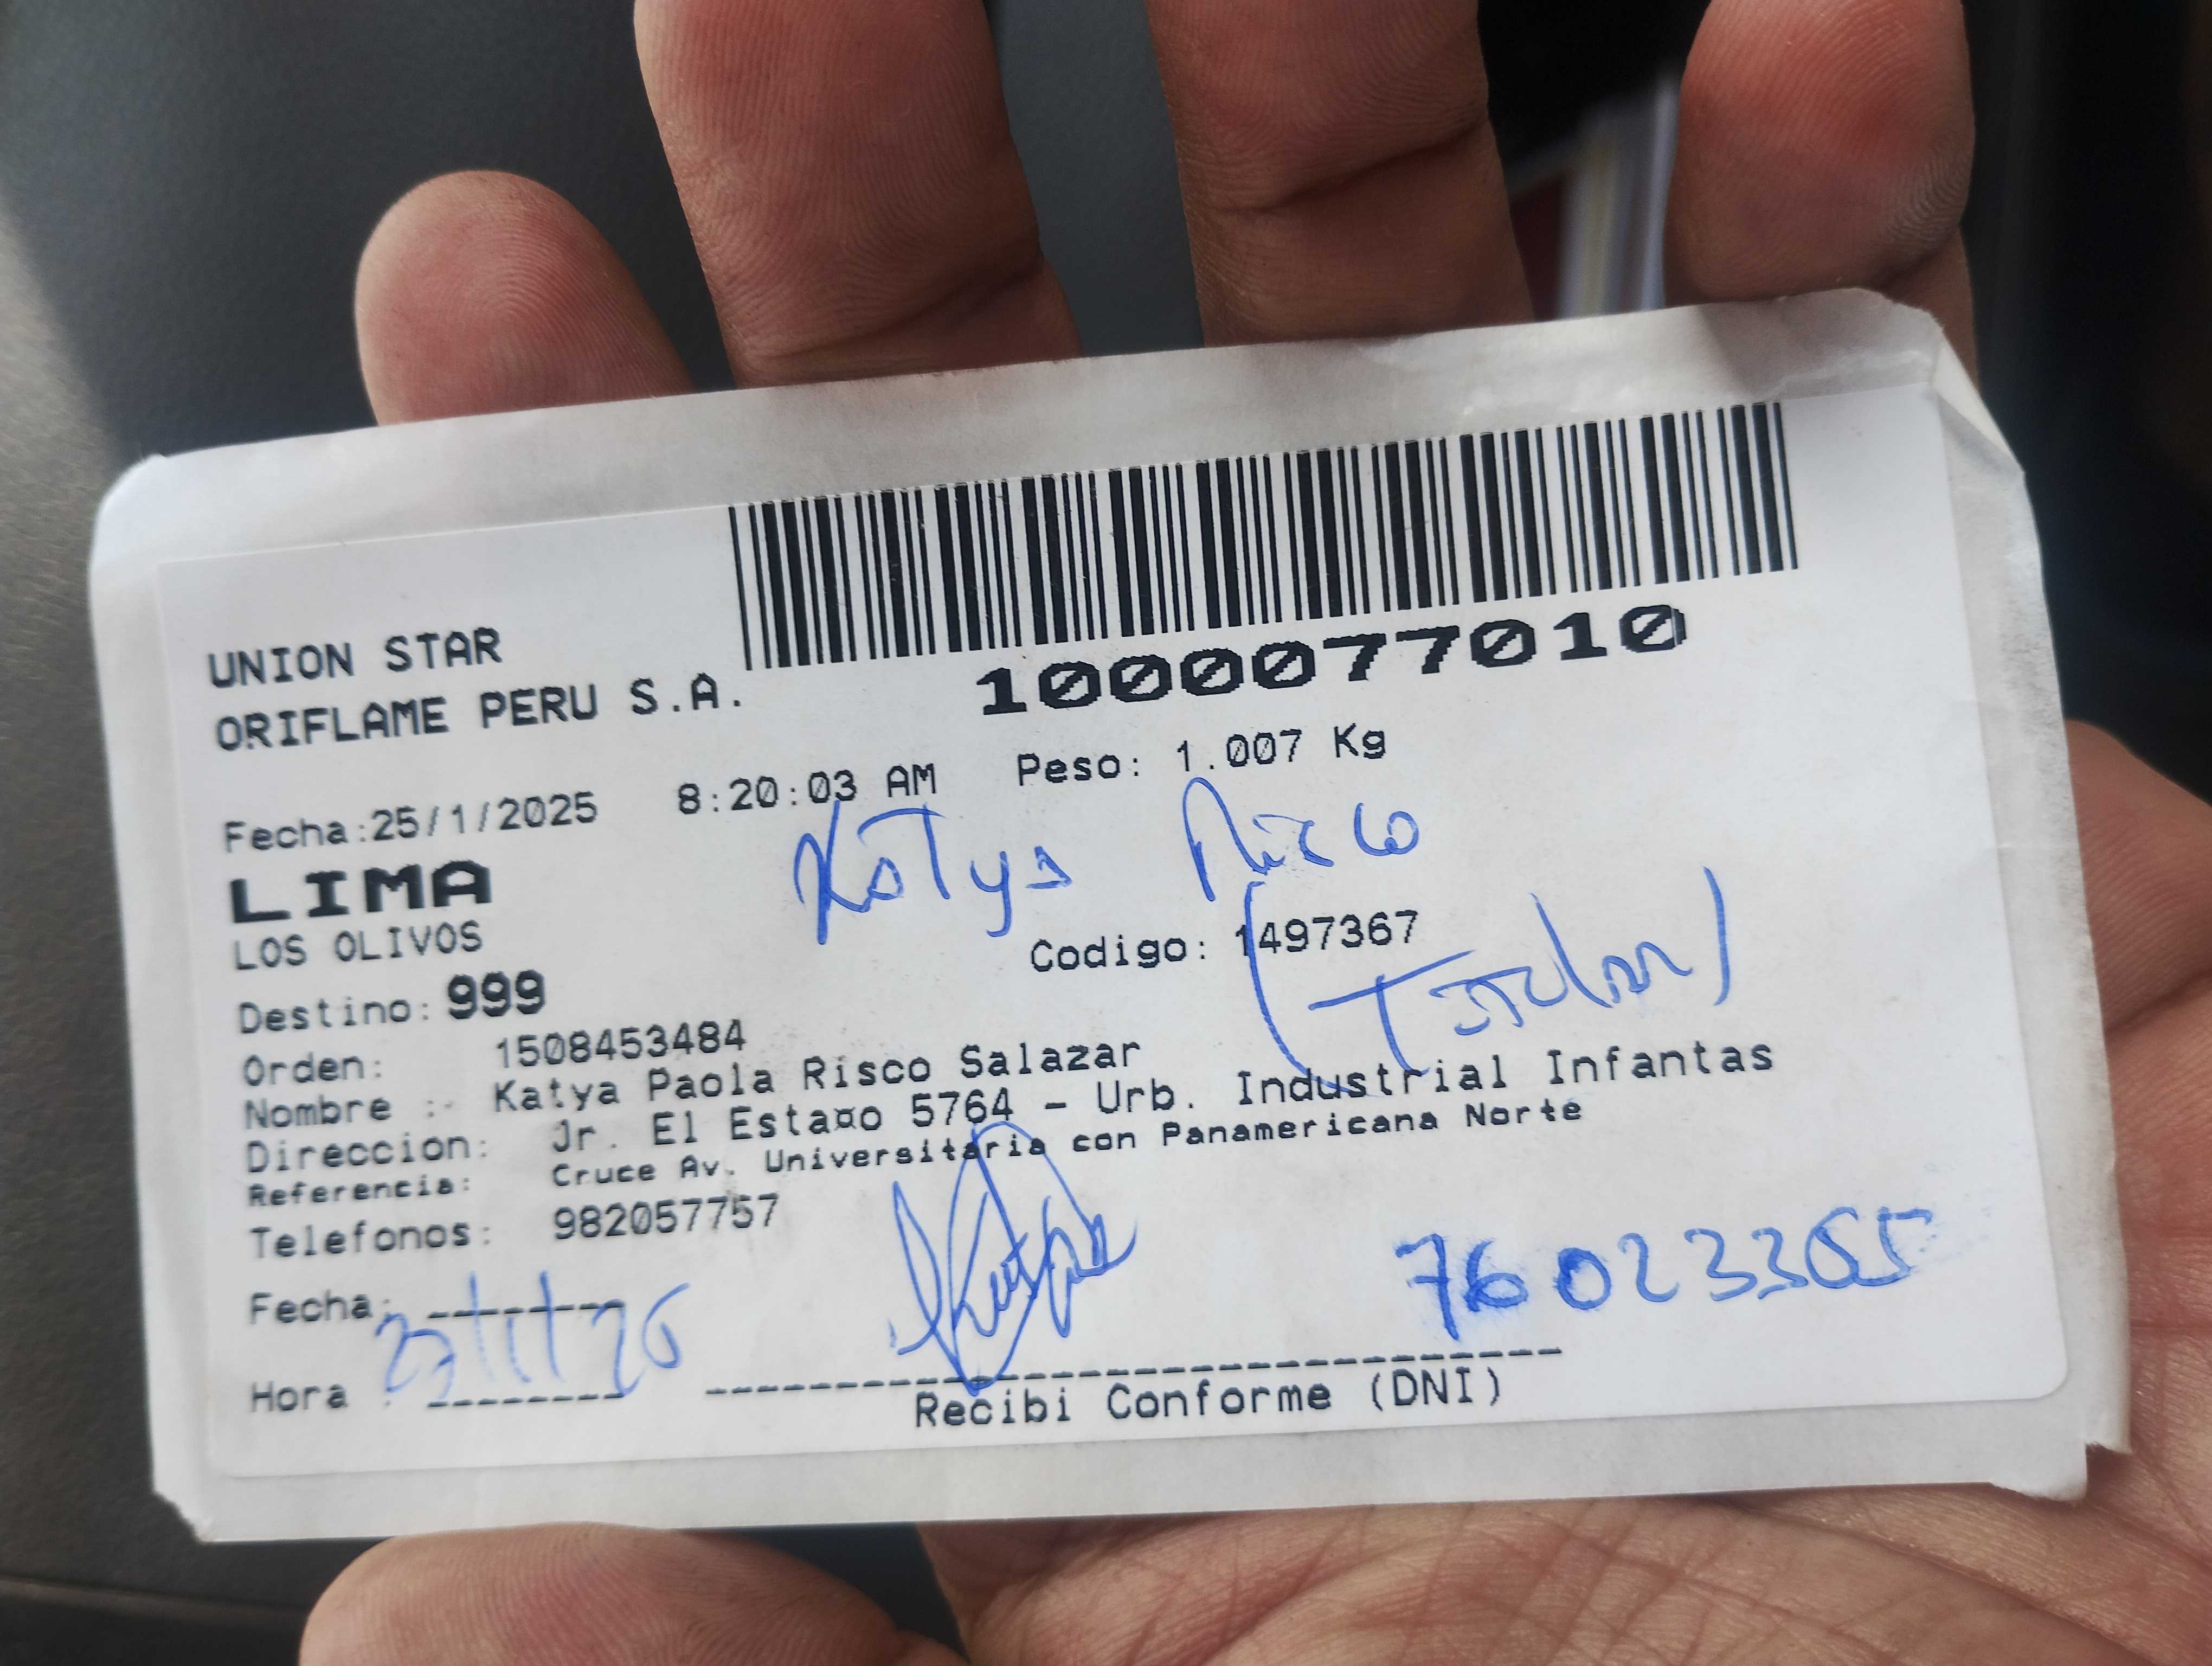 UNION STAR
ORIFLAME PERU S.A.
1000077010
Fecha:25/1/2025 8:20:03 AM Peso: 1.007 Kg
LIMA
Katya Risco
LOS OLIVOS
Codigo: 1497367
(Titular)
Destino: 999
Orden: 1508453484
Nombre : Katya Paola Risco Salazar
Direccion: Jr. El Estaño 5764 - Urb. Industrial Infantas
Referencia: Cruce Av. Universitaria con Panamericana Norte
Telefonos: 982057757
76023365
Fecha:
Hora :
Recibi Conforme (DNI)